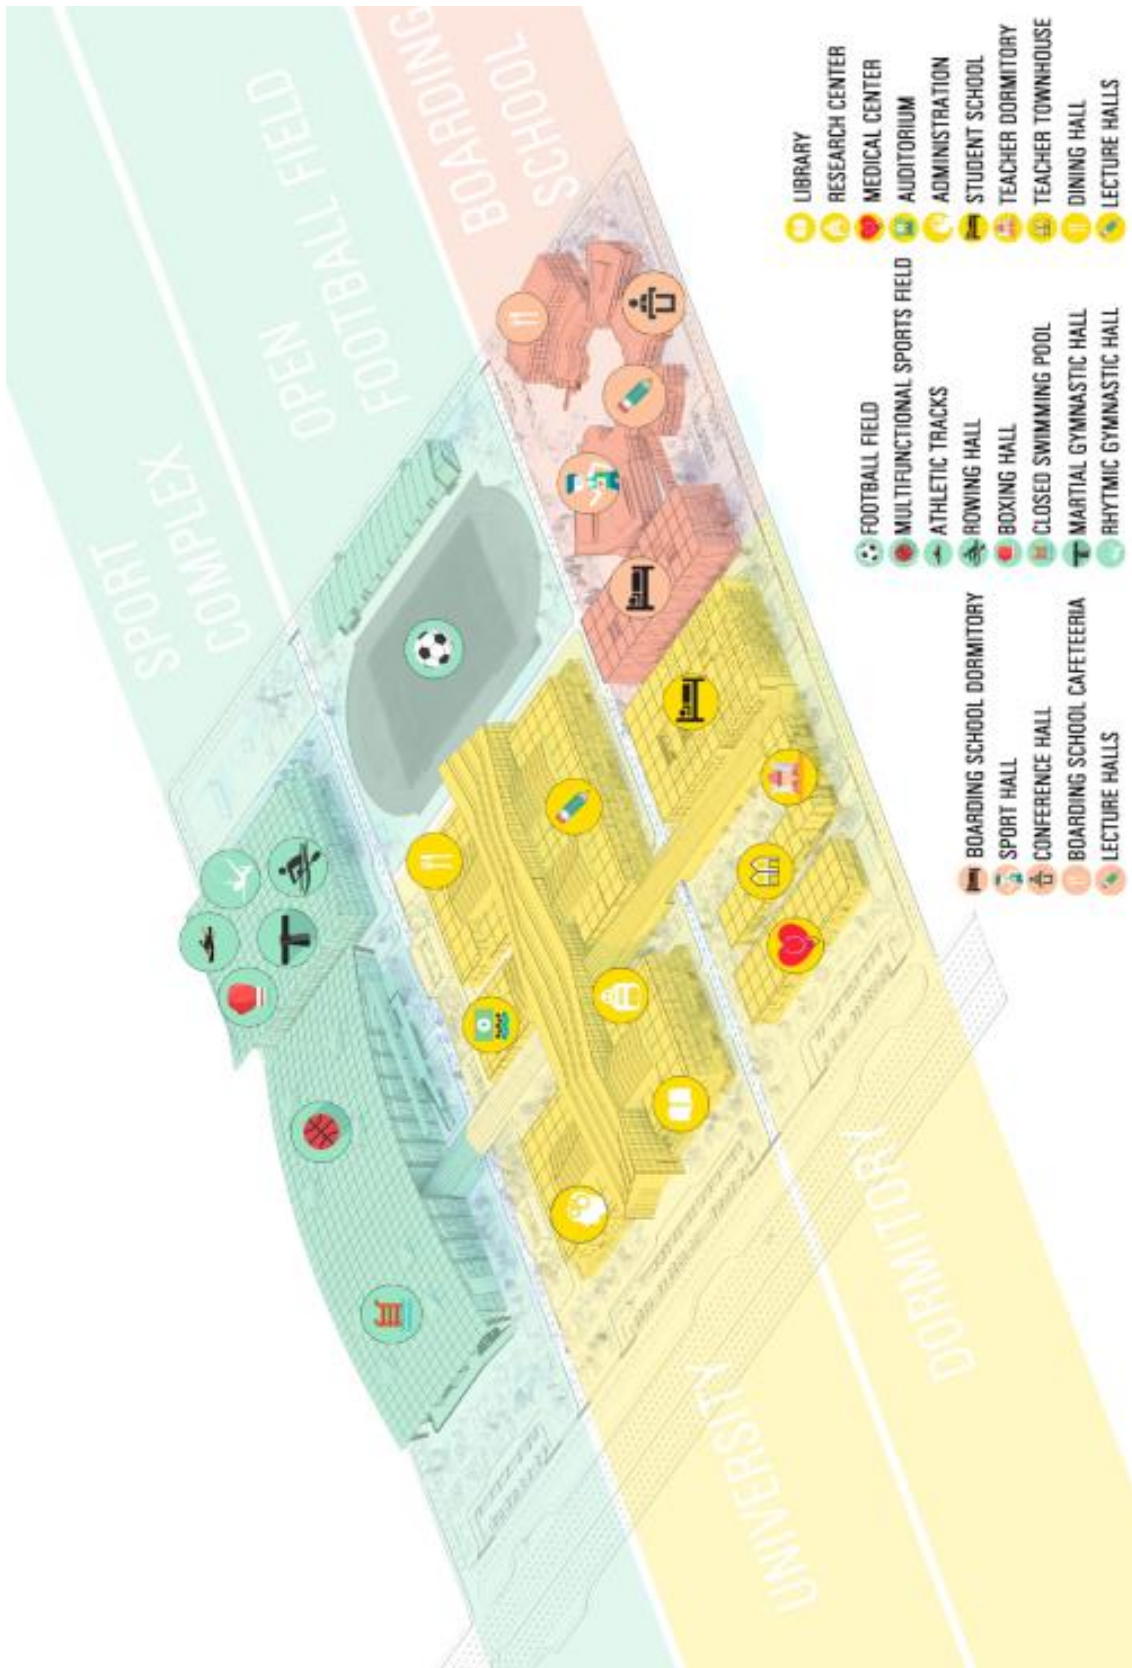 SPORT
COMPLEX
OPEN
FOOTBALL FIELD
BOARDING
SCHOOL
UNIVERSITY
DORMITORY
BOARDING SCHOOL DORMITORY
SPORT HALL
CONFERENCE HALL
BOARDING SCHOOL CAFETEERIA
LECTURE HALLS
FOOTBALL FIELD
MULTIFUNCTIONAL SPORTS FIELD
ATHLETIC TRACKS
ROWING HALL
BOXING HALL
CLOSED SWIMMING POOL
MARTIAL GYMNASTIC HALL
RHYTMIC GYMNASTIC HALL
LIBRARY
RESEARCH CENTER
MEDICAL CENTER
AUDITORIUM
ADMINISTRATION
STUDENT SCHOOL
TEACHER DORMITORY
TEACHER TOWNHOUSE
DINING HALL
LECTURE HALLS